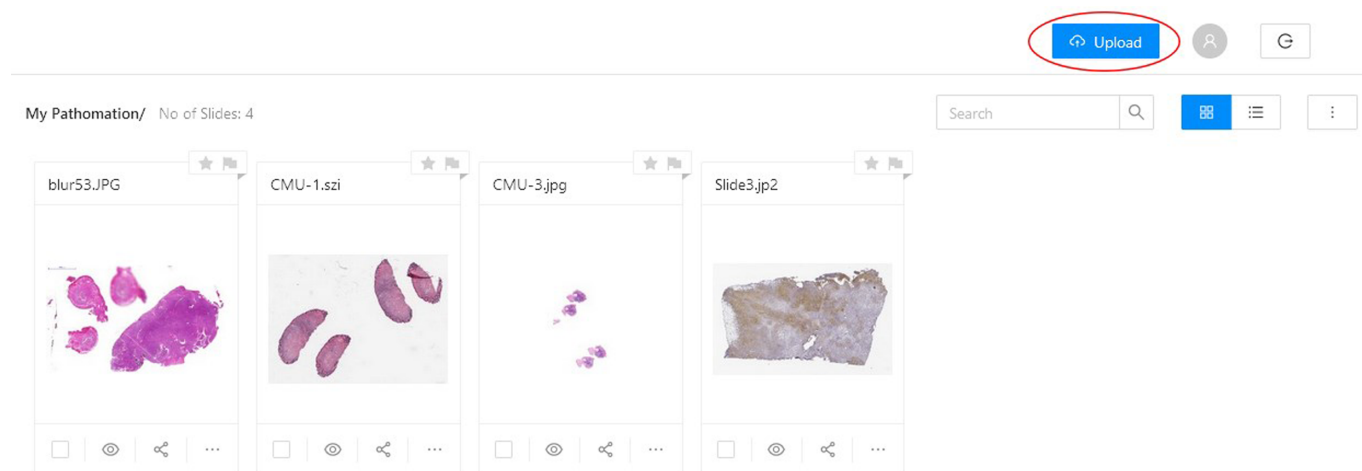 Upload
My Pathomation/ No of Slides: 4
Search
blur53.JPG
CMU-1.szi
CMU-3.jpg
Slide3.jp2